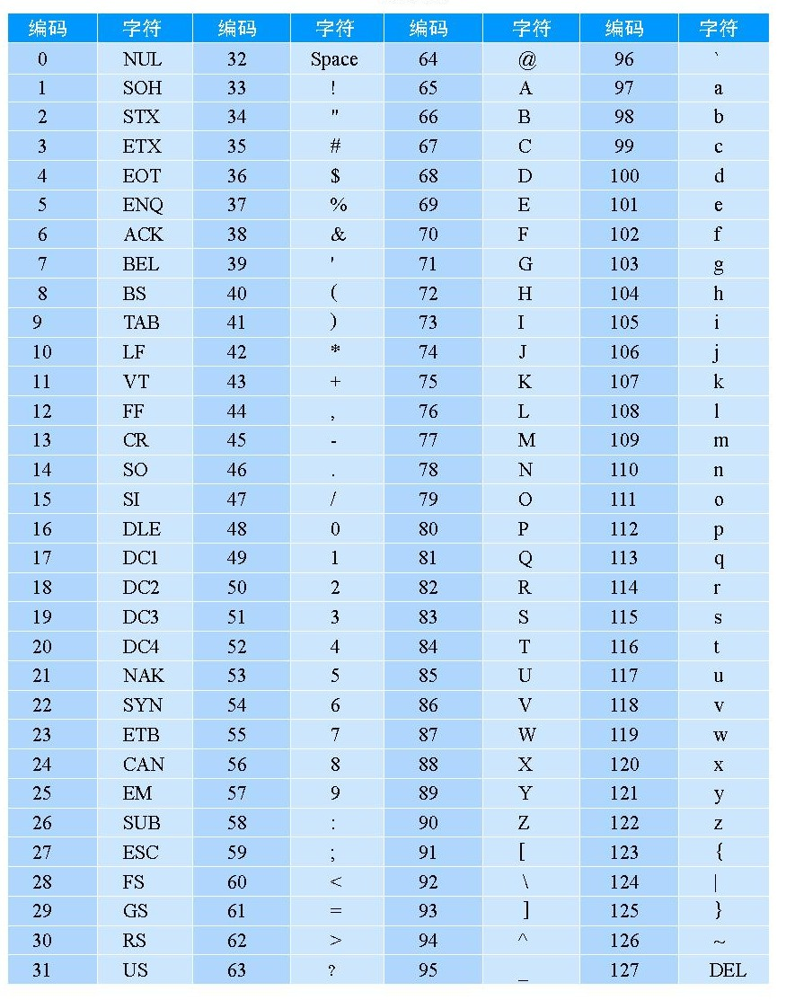 编码 字符 编码 字符 编码 字符 编码 字符
0 NUL 32 Space 64 @ 96 `
1 SOH 33 ! 65 A 97 a
2 STX 34 " 66 B 98 b
3 ETX 35 # 67 C 99 c
4 EOT 36 $ 68 D 100 d
5 ENQ 37 % 69 E 101 e
6 ACK 38 & 70 F 102 f
7 BEL 39 ' 71 G 103 g
8 BS 40 ( 72 H 104 h
9 TAB 41 ) 73 I 105 i
10 LF 42 * 74 J 106 j
11 VT 43 + 75 K 107 k
12 FF 44 , 76 L 108 l
13 CR 45 - 77 M 109 m
14 SO 46 . 78 N 110 n
15 SI 47 / 79 O 111 o
16 DLE 48 0 80 P 112 p
17 DC1 49 1 81 Q 113 q
18 DC2 50 2 82 R 114 r
19 DC3 51 3 83 S 115 s
20 DC4 52 4 84 T 116 t
21 NAK 53 5 85 U 117 u
22 SYN 54 6 86 V 118 v
23 ETB 55 7 87 W 119 w
24 CAN 56 8 88 X 120 x
25 EM 57 9 89 Y 121 y
26 SUB 58 : 90 Z 122 z
27 ESC 59 ; 91 [ 123 {
28 FS 60 < 92 \ 124 |
29 GS 61 = 93 ] 125 }
30 RS 62 > 94 ^ 126 ~
31 US 63 ? 95 _ 127 DEL